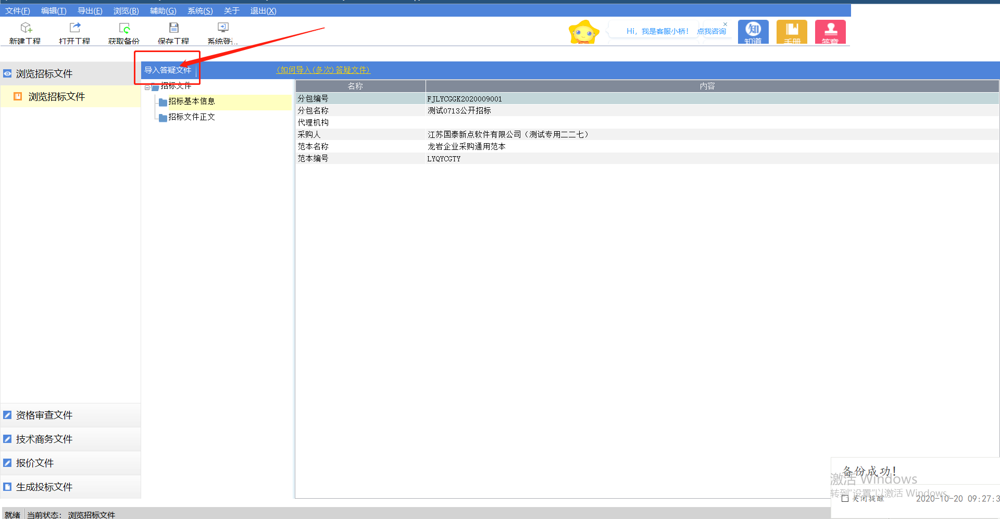 文件(F) 编辑(T) 导出(E) 浏览(B) 辅助(G) 系统(S) 关于 退出(X)
新建工程 打开工程 获取备份 保存工程 系统登...
Hi，我是客服小桥！ 点我咨询 ×
知 知道 手册 签章
浏览招标文件
浏览招标文件
导入答疑文件 (如何导入(多次)答疑文件)
招标文件
招标基本信息
招标文件正文
名称 内容
分包编号 FJLYCGGK2020009001
分包名称 测试0713公开招标
代理机构
采购人 江苏国泰新点软件有限公司（测试专用二二七）
范本名称 龙岩企业采购通用范本
范本编号 LYQYCGTY
资格审查文件
技术商务文件
报价文件
生成投标文件
备份成功！
激活 Windows
转到"设置"以激活 Windows。
关闭提醒 2020-10-20 09:27:3
就绪 当前状态： 浏览招标文件